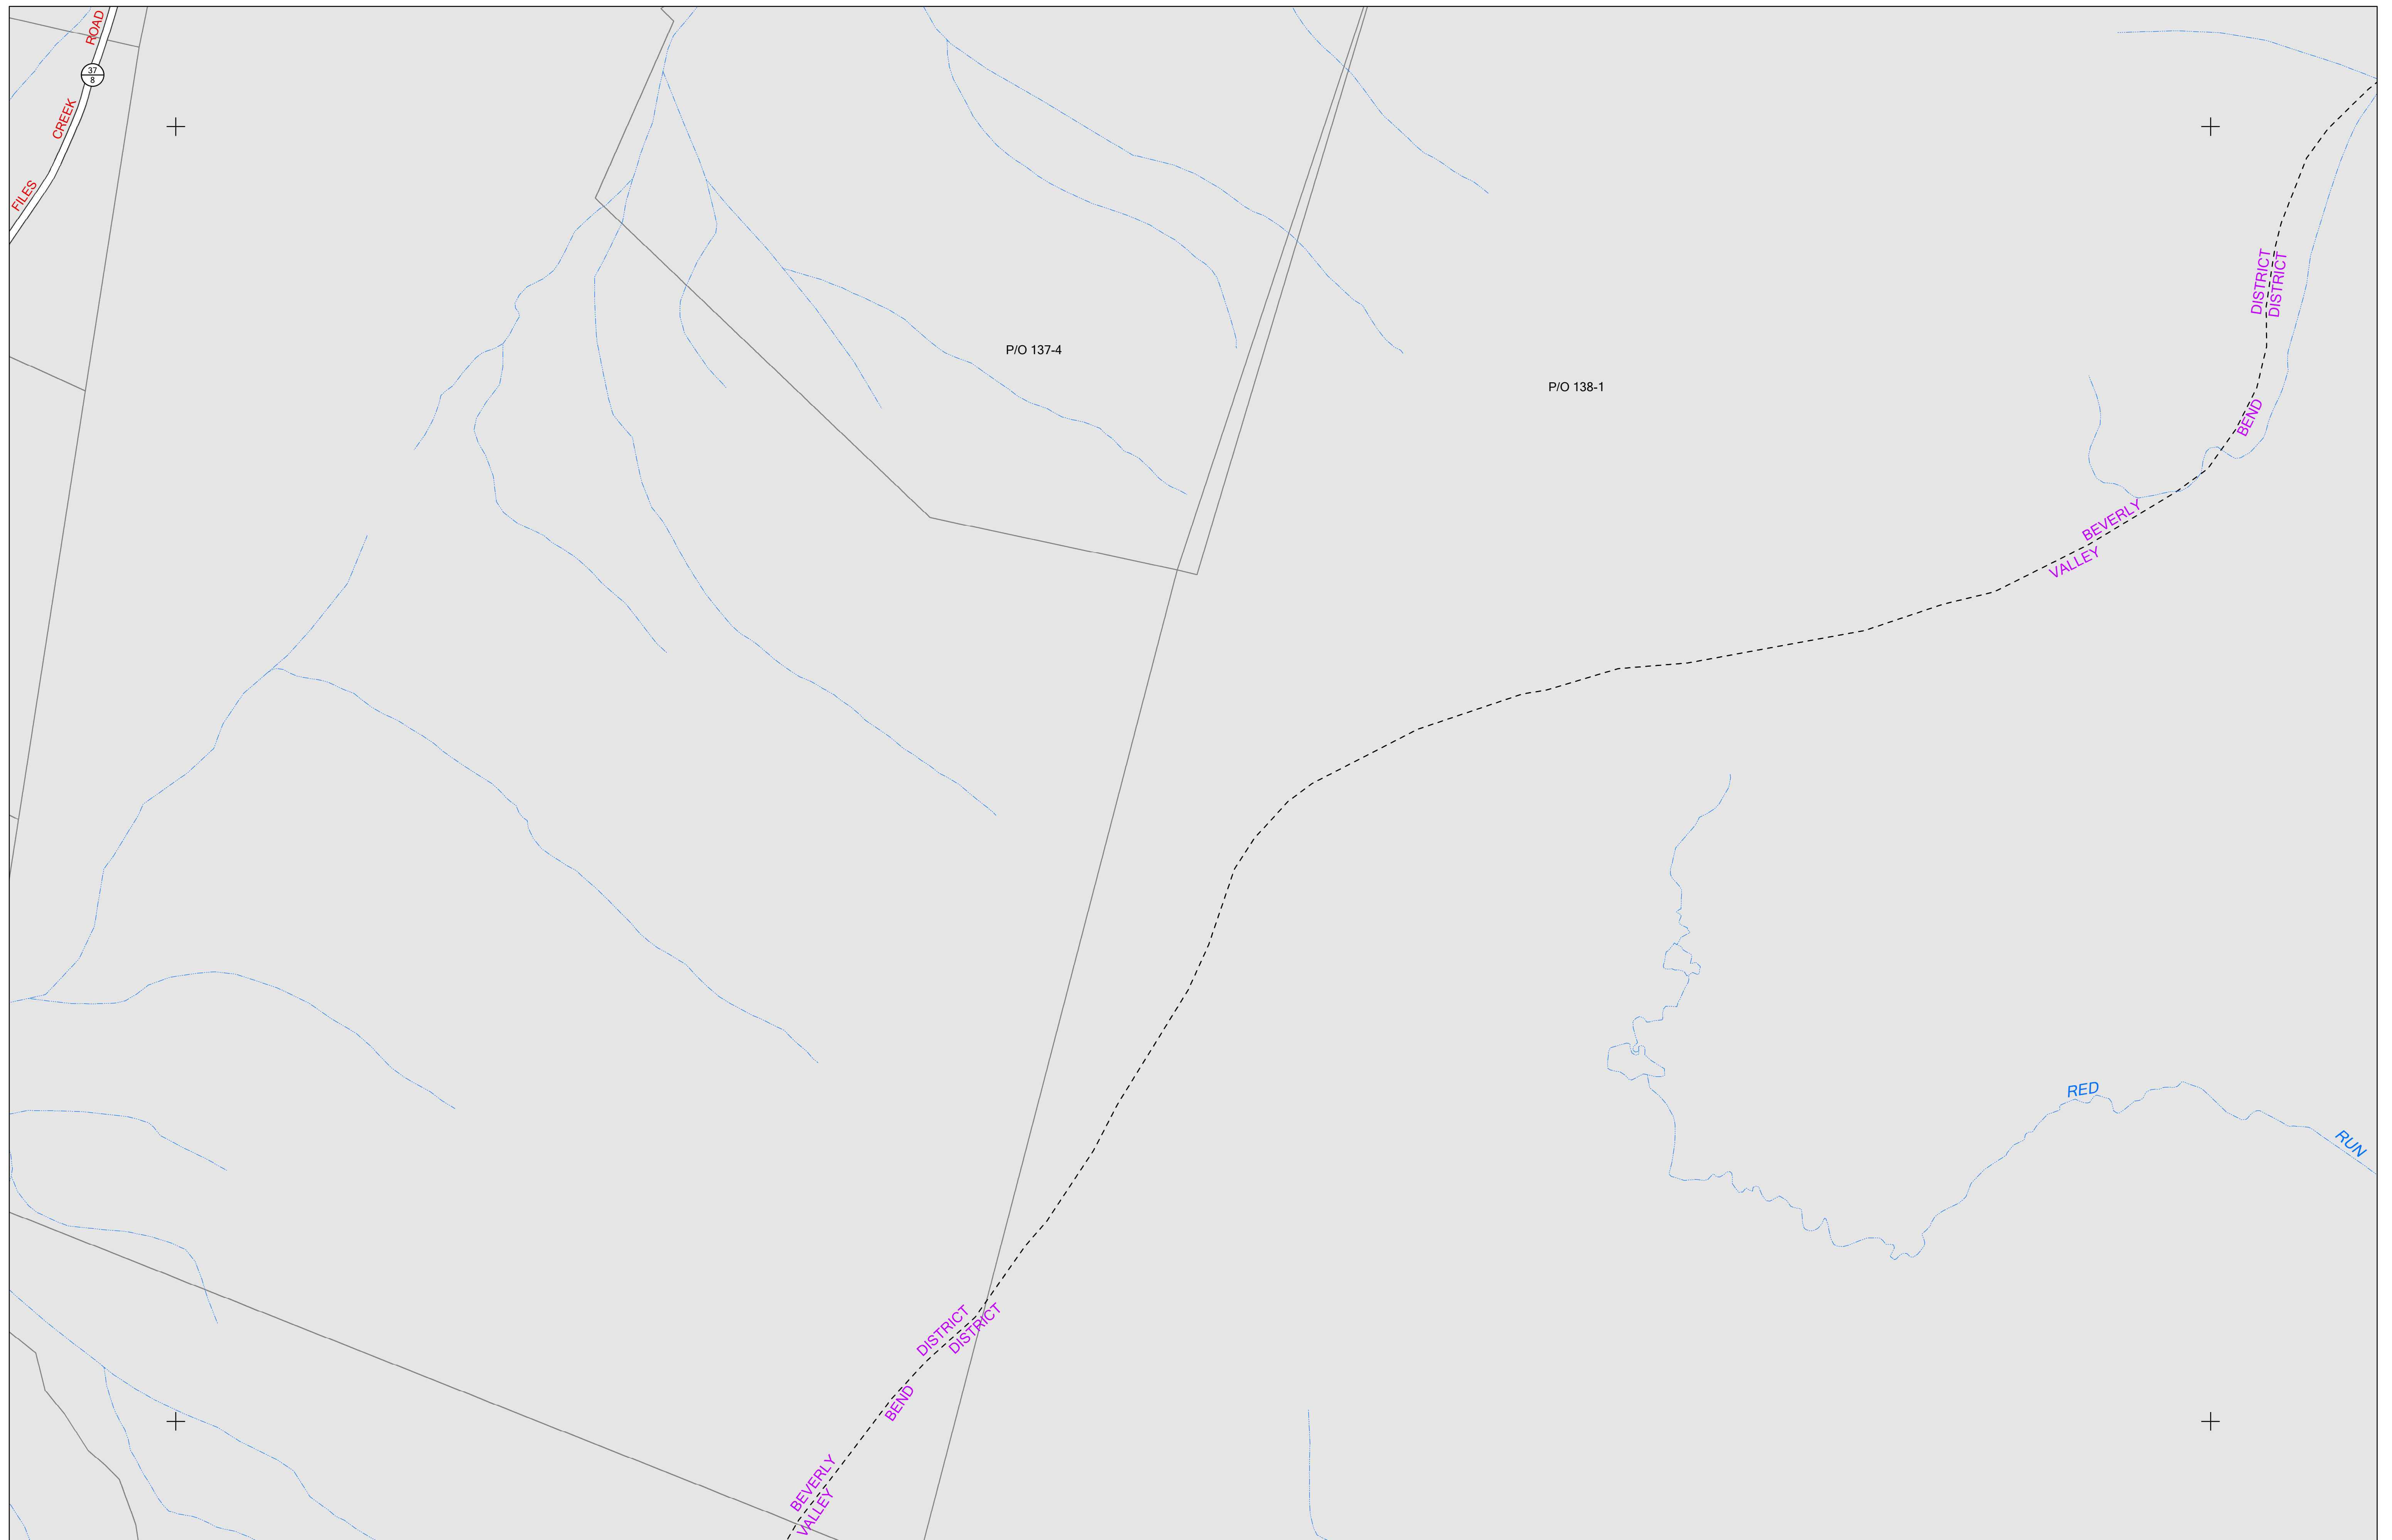 FILES CREEK ROAD
37
8
P/O 137-4
P/O 138-1
BEVERLY DISTRICT
VALLEY BEND DISTRICT
RED RUN
BEVERLY DISTRICT
VALLEY BEND DISTRICT